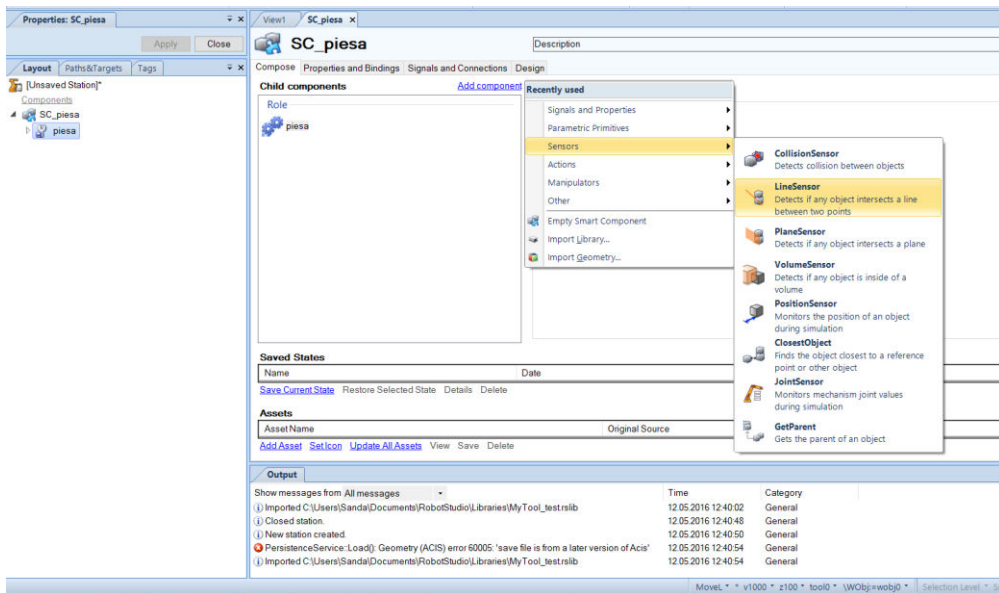 Properties: SC_piesa
View1 SC_piesa
Apply Close
SC_piesa
Description
Layout Paths&Targets Tags
Compose Properties and Bindings Signals and Connections Design
[Unsaved Station]*
Components
SC_piesa
piesa
Child components Add component
Role
piesa
Recently used
Signals and Properties
Parametric Primitives
Sensors
Actions
Manipulators
Other
Empty Smart Component
Import Library...
Import Geometry...
CollisionSensor
Detects collision between objects
LineSensor
Detects if any object intersects a line
between two points
PlaneSensor
Detects if any object intersects a plane
VolumeSensor
Detects if any object is inside of a
volume
PositionSensor
Monitors the position of an object
during simulation
ClosestObject
Finds the object closest to a reference
point or other object
JointSensor
Monitors mechanism joint values
during simulation
GetParent
Gets the parent of an object
Saved States
Name Date
Save Current State Restore Selected State Details Delete
Assets
Asset Name Original Source
Add Asset Set Icon Update All Assets View Save Delete
Output
Show messages from All messages Time Category
Imported C:\Users\Sanda\Documents\RobotStudio\Libraries\MyTool_test.rslib 12.05.2016 12:40:02 General
Closed station. 12.05.2016 12:40:48 General
New station created. 12.05.2016 12:40:50 General
PersistenceService::Load(): Geometry (ACIS) error 60005: 'save file is from a later version of Acis' 12.05.2016 12:40:54 General
Imported C:\Users\Sanda\Documents\RobotStudio\Libraries\MyTool_test.rslib 12.05.2016 12:40:54 General
MoveL * * v1000 * z100 * tool0 * \WObj:=wobj0 * Selection Level *